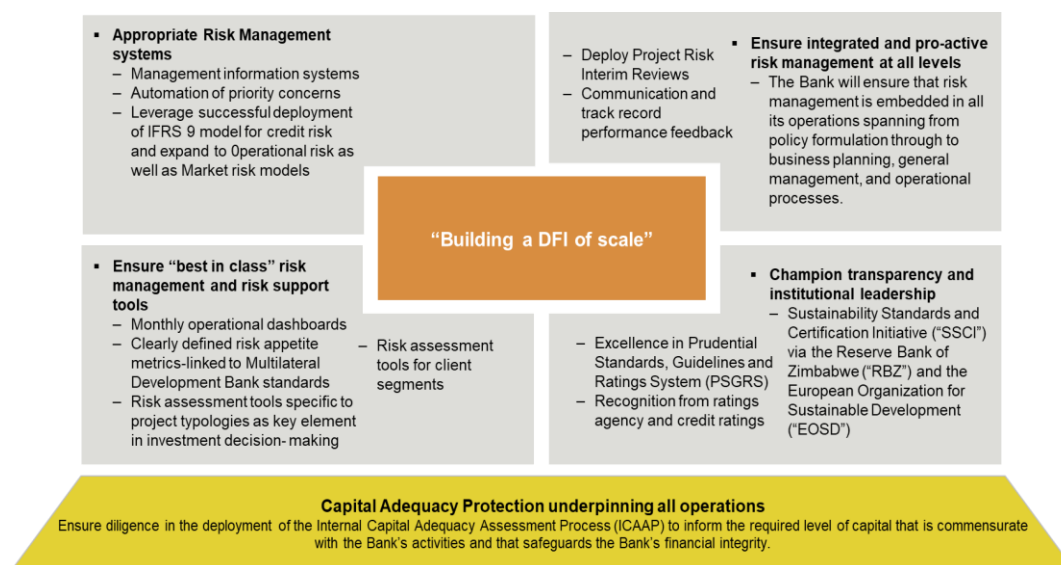 ▪ Appropriate Risk Management
systems
– Management information systems
– Automation of priority concerns
– Leverage successful deployment
of IFRS 9 model for credit risk
and expand to 0perational risk as
well as Market risk models
– Deploy Project Risk
Interim Reviews
– Communication and
track record
performance feedback
▪ Ensure integrated and pro-active
risk management at all levels
– The Bank will ensure that risk
management is embedded in all
its operations spanning from
policy formulation through to
business planning, general
management, and operational
processes.
“Building a DFI of scale”
▪ Ensure “best in class” risk
management and risk support
tools
– Monthly operational dashboards
– Clearly defined risk appetite
metrics-linked to Multilateral
Development Bank standards
– Risk assessment tools specific to
project typologies as key element
in investment decision- making
– Risk assessment
tools for client
segments
– Excellence in Prudential
Standards, Guidelines and
Ratings System (PSGRS)
– Recognition from ratings
agency and credit ratings
▪ Champion transparency and
institutional leadership
– Sustainability Standards and
Certification Initiative (“SSCI”)
via the Reserve Bank of
Zimbabwe (“RBZ”) and the
European Organization for
Sustainable Development
(“EOSD”)
Capital Adequacy Protection underpinning all operations
Ensure diligence in the deployment of the Internal Capital Adequacy Assessment Process (ICAAP) to inform the required level of capital that is commensurate
with the Bank’s activities and that safeguards the Bank’s financial integrity.